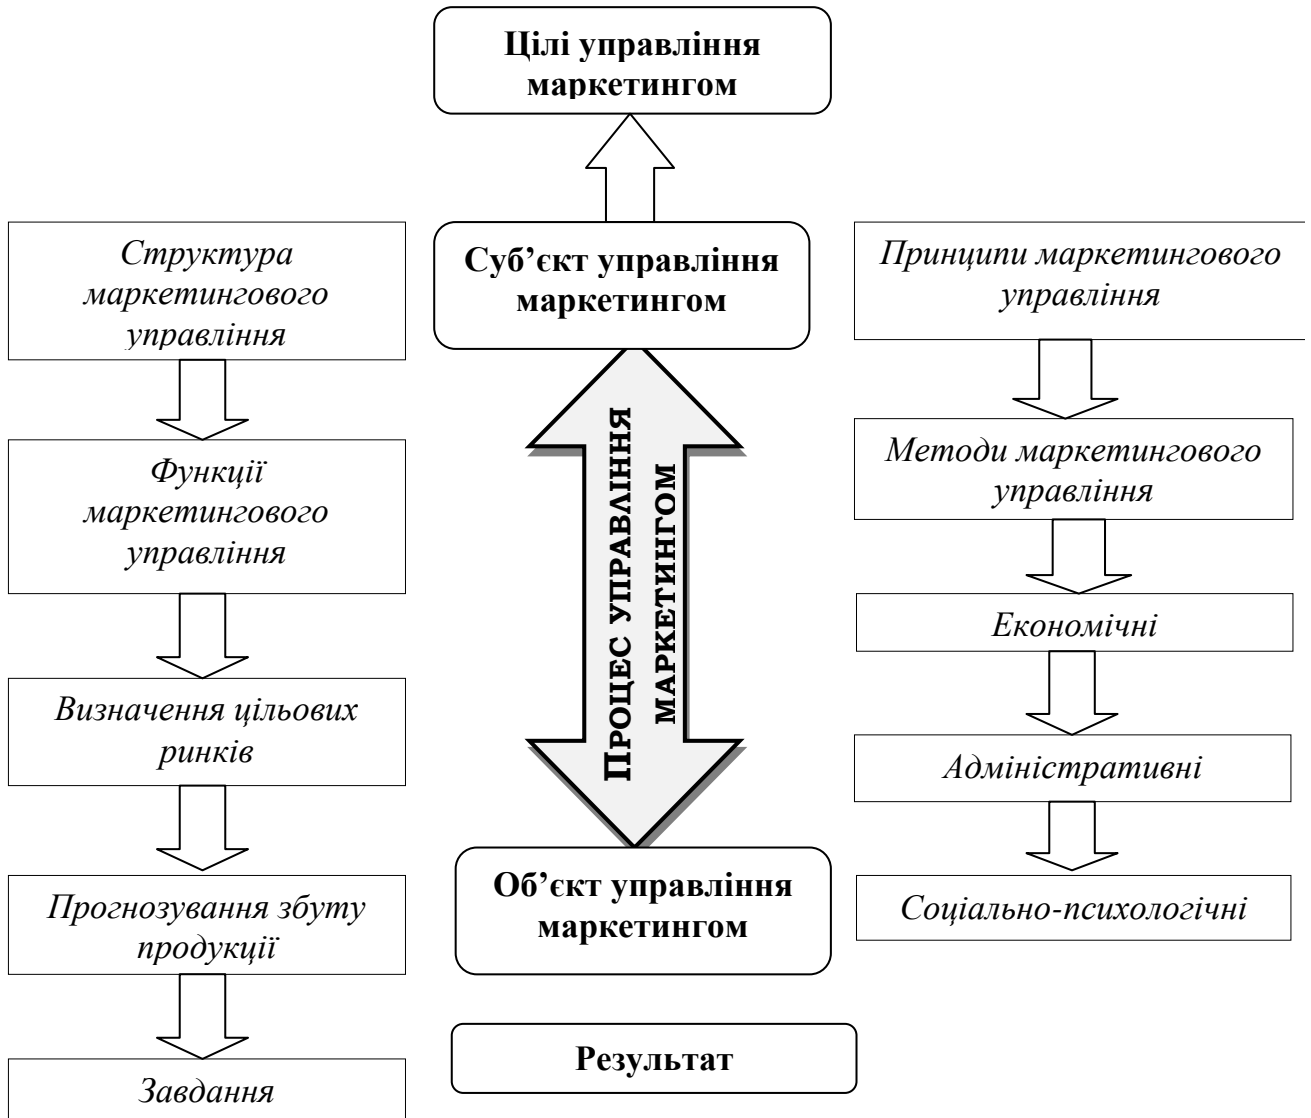 Цілі управління
маркетингом
Структура
маркетингового
управління
Суб’єкт управління
маркетингом
Принципи маркетингового
управління
Функції
маркетингового
управління
ПРОЦЕС УПРАВЛІННЯ
МАРКЕТИНГОМ
Методи маркетингового
управління
Економічні
Визначення цільових
ринків
Адміністративні
Прогнозування збуту
продукції
Об’єкт управління
маркетингом
Соціально-психологічні
Результат
Завдання